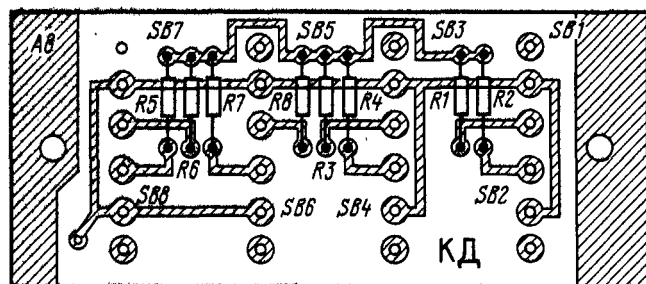 A8 SB7 SB5 SB3 SB1
R5 R7 R8 R4 R1 R2
R6 R3 SB2
SB8 SB6 SB4
КД